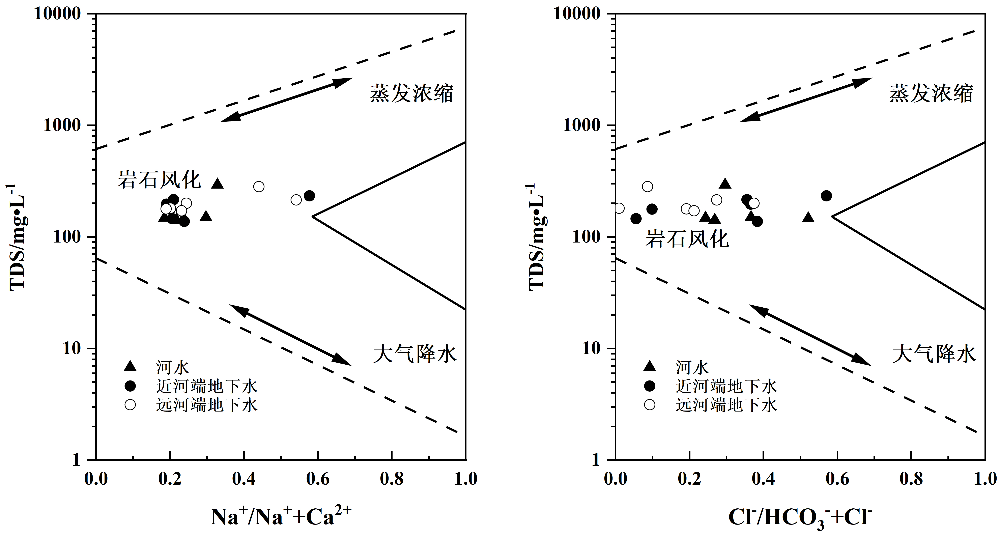 10000
1000
100
10
1
TDS/mg•L⁻¹
蒸发浓缩
岩石风化
大气降水
河水
近河端地下水
远河端地下水
0.0 0.2 0.4 0.6 0.8 1.0
Na⁺/Na⁺+Ca²⁺
10000
1000
100
10
1
TDS/mg•L⁻¹
蒸发浓缩
岩石风化
大气降水
河水
近河端地下水
远河端地下水
0.0 0.2 0.4 0.6 0.8 1.0
Cl⁻/HCO₃⁻+Cl⁻